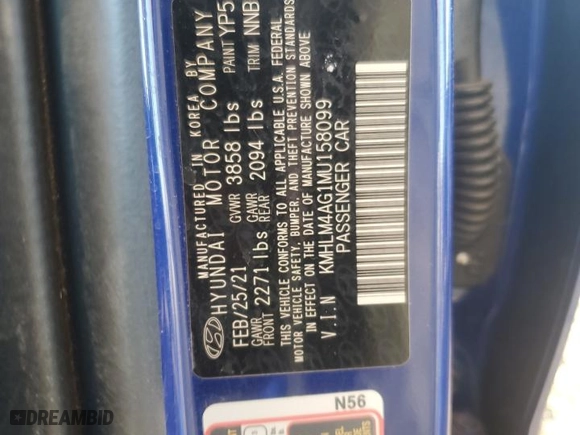 MANUFACTURED IN KOREA BY
HYUNDAI MOTOR COMPANY
FEB/25/21 GVWR 3858 lbs PAINT YP5
GAWR FRONT 2271 lbs GAWR REAR 2094 lbs TRIM NNB
THIS VEHICLE CONFORMS TO ALL APPLICABLE U.S.A. FEDERAL
MOTOR VEHICLE SAFETY, BUMPER, AND THEFT PREVENTION STANDARDS
IN EFFECT ON THE DATE OF MANUFACTURE SHOWN ABOVE
V.I.N KMHLM4AG1MU158099
PASSENGER CAR
N56
DREAMBID